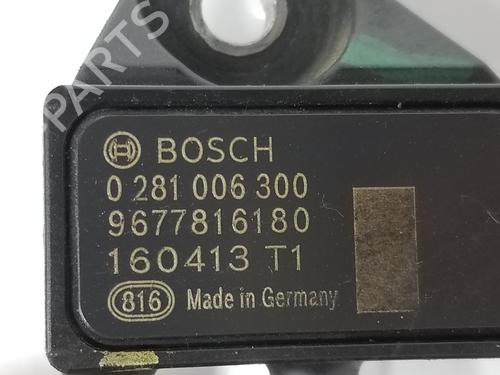 PARTS
BOSCH
0 281 006 300
9677816180
160413 T1
816 Made in Germany